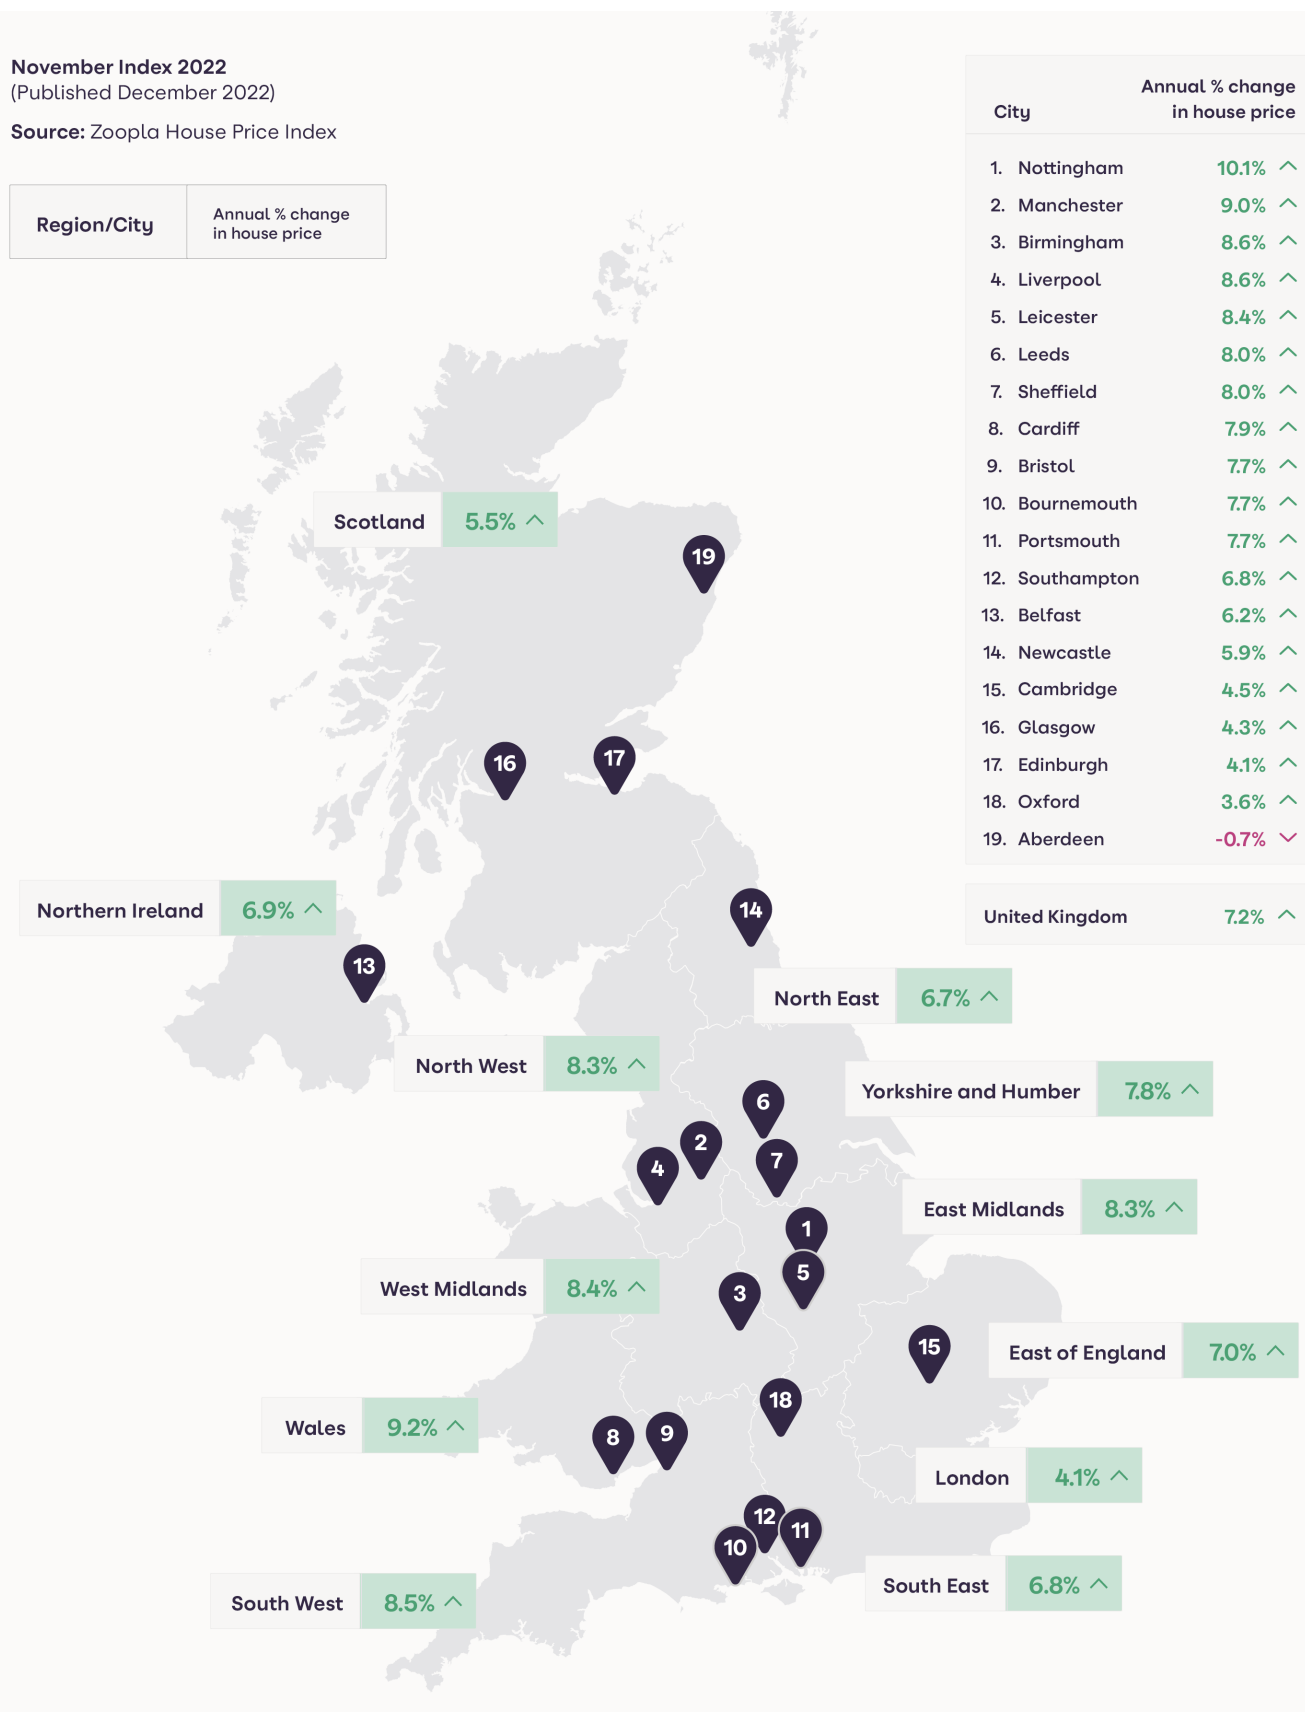 November Index 2022
(Published December 2022)
Source: Zoopla House Price Index
Region/City
Annual % change
in house price
City
Annual % change
in house price
1. Nottingham 10.1%
2. Manchester 9.0%
3. Birmingham 8.6%
4. Liverpool 8.6%
5. Leicester 8.4%
6. Leeds 8.0%
7. Sheffield 8.0%
8. Cardiff 7.9%
9. Bristol 7.7%
10. Bournemouth 7.7%
11. Portsmouth 7.7%
12. Southampton 6.8%
13. Belfast 6.2%
14. Newcastle 5.9%
15. Cambridge 4.5%
16. Glasgow 4.3%
17. Edinburgh 4.1%
18. Oxford 3.6%
19. Aberdeen -0.7%
United Kingdom 7.2%
Scotland 5.5%
19
16
17
Northern Ireland 6.9%
14
13
North East 6.7%
North West 8.3%
Yorkshire and Humber 7.8%
6
2
4
7
East Midlands 8.3%
1
5
West Midlands 8.4%
3
15
East of England 7.0%
18
Wales 9.2%
8
9
London 4.1%
12
11
10
South East 6.8%
South West 8.5%